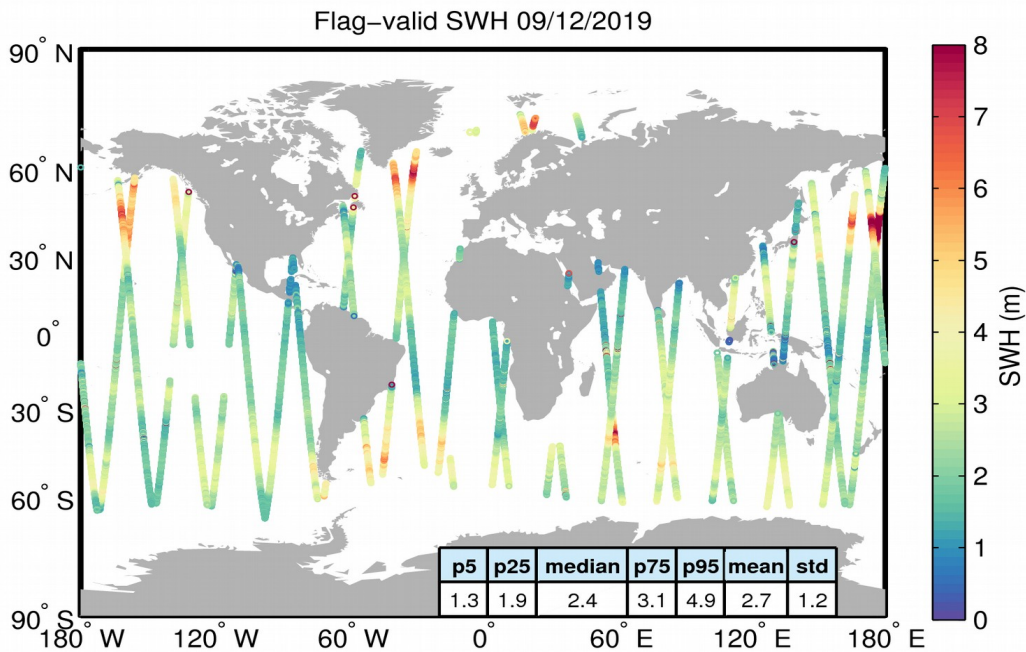 Flag−valid SWH 09/12/2019
90° N
60° N
30° N
0°
30° S
60° S
90° S
180° W
120° W
60° W
0°
60° E
120° E
180° E
p5 p25 median p75 p95 mean std
1.3 1.9 2.4 3.1 4.9 2.7 1.2
8
7
6
5
4
3
2
1
0
SWH (m)